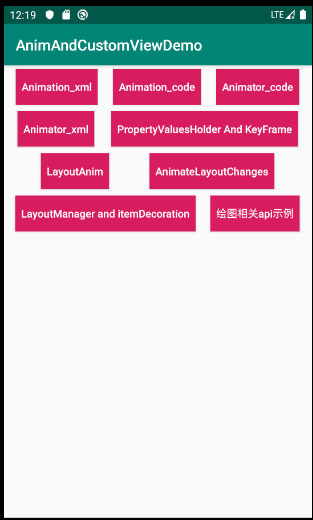 12:19 LTE
AnimAndCustomViewDemo
Animation_xml Animation_code Animator_code
Animator_xml PropertyValuesHolder And KeyFrame
LayoutAnim AnimateLayoutChanges
LayoutManager and itemDecoration 绘图相关api示例